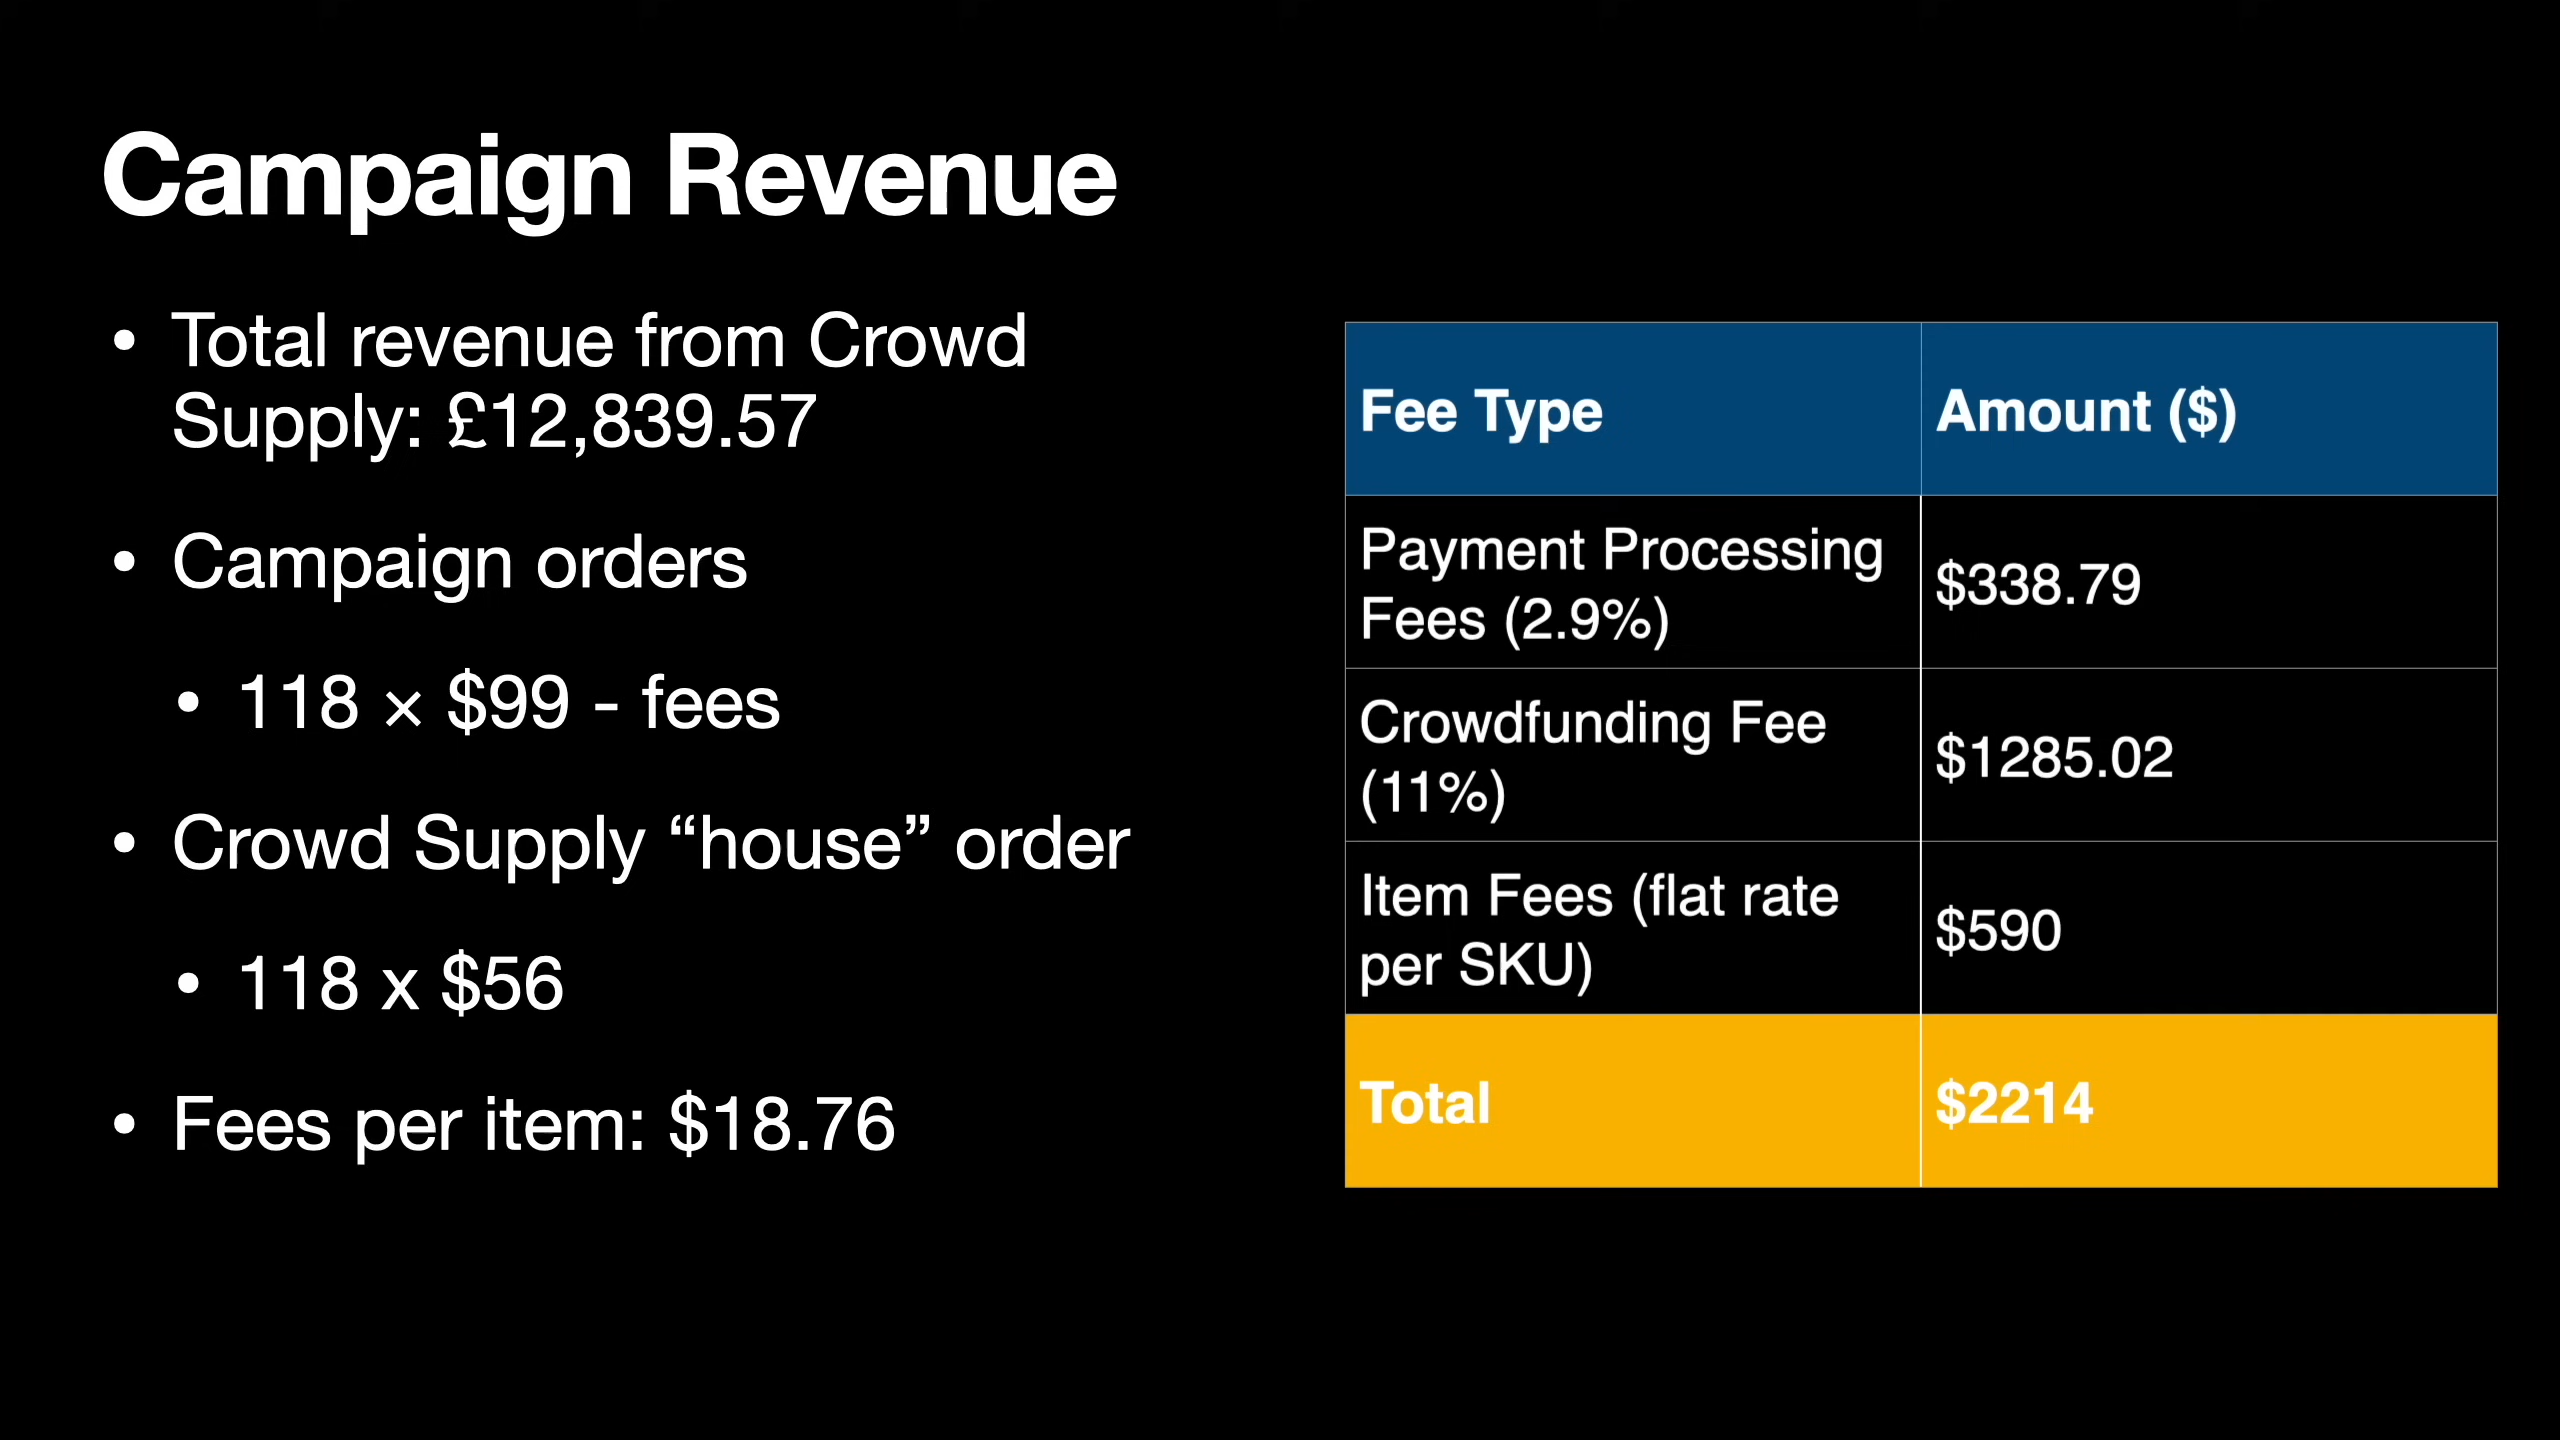 Campaign Revenue
• Total revenue from Crowd
Supply: £12,839.57
• Campaign orders
• 118 × $99 - fees
• Crowd Supply “house” order
• 118 x $56
• Fees per item: $18.76
Fee Type
Amount ($)
Payment Processing
Fees (2.9%)
$338.79
Crowdfunding Fee
(11%)
$1285.02
Item Fees (flat rate
per SKU)
$590
Total
$2214